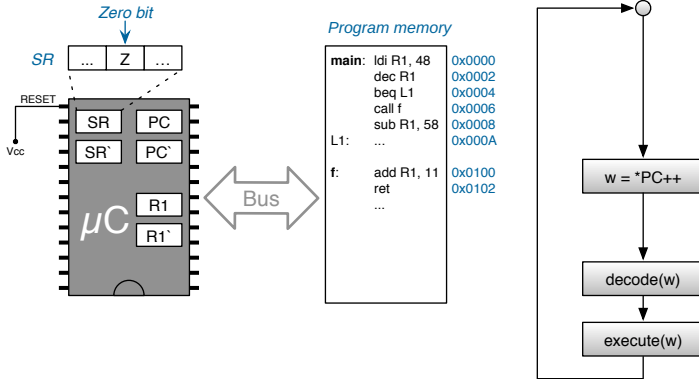 Zero bit
SR ... Z ...
RESET
Vcc
SR PC
SR` PC`
μC
R1
R1`
Bus
Program memory
main: ldi R1, 48 0x0000
dec R1 0x0002
beq L1 0x0004
call f 0x0006
sub R1, 58 0x0008
L1: ... 0x000A
f: add R1, 11 0x0100
ret 0x0102
...
w = *PC++
decode(w)
execute(w)